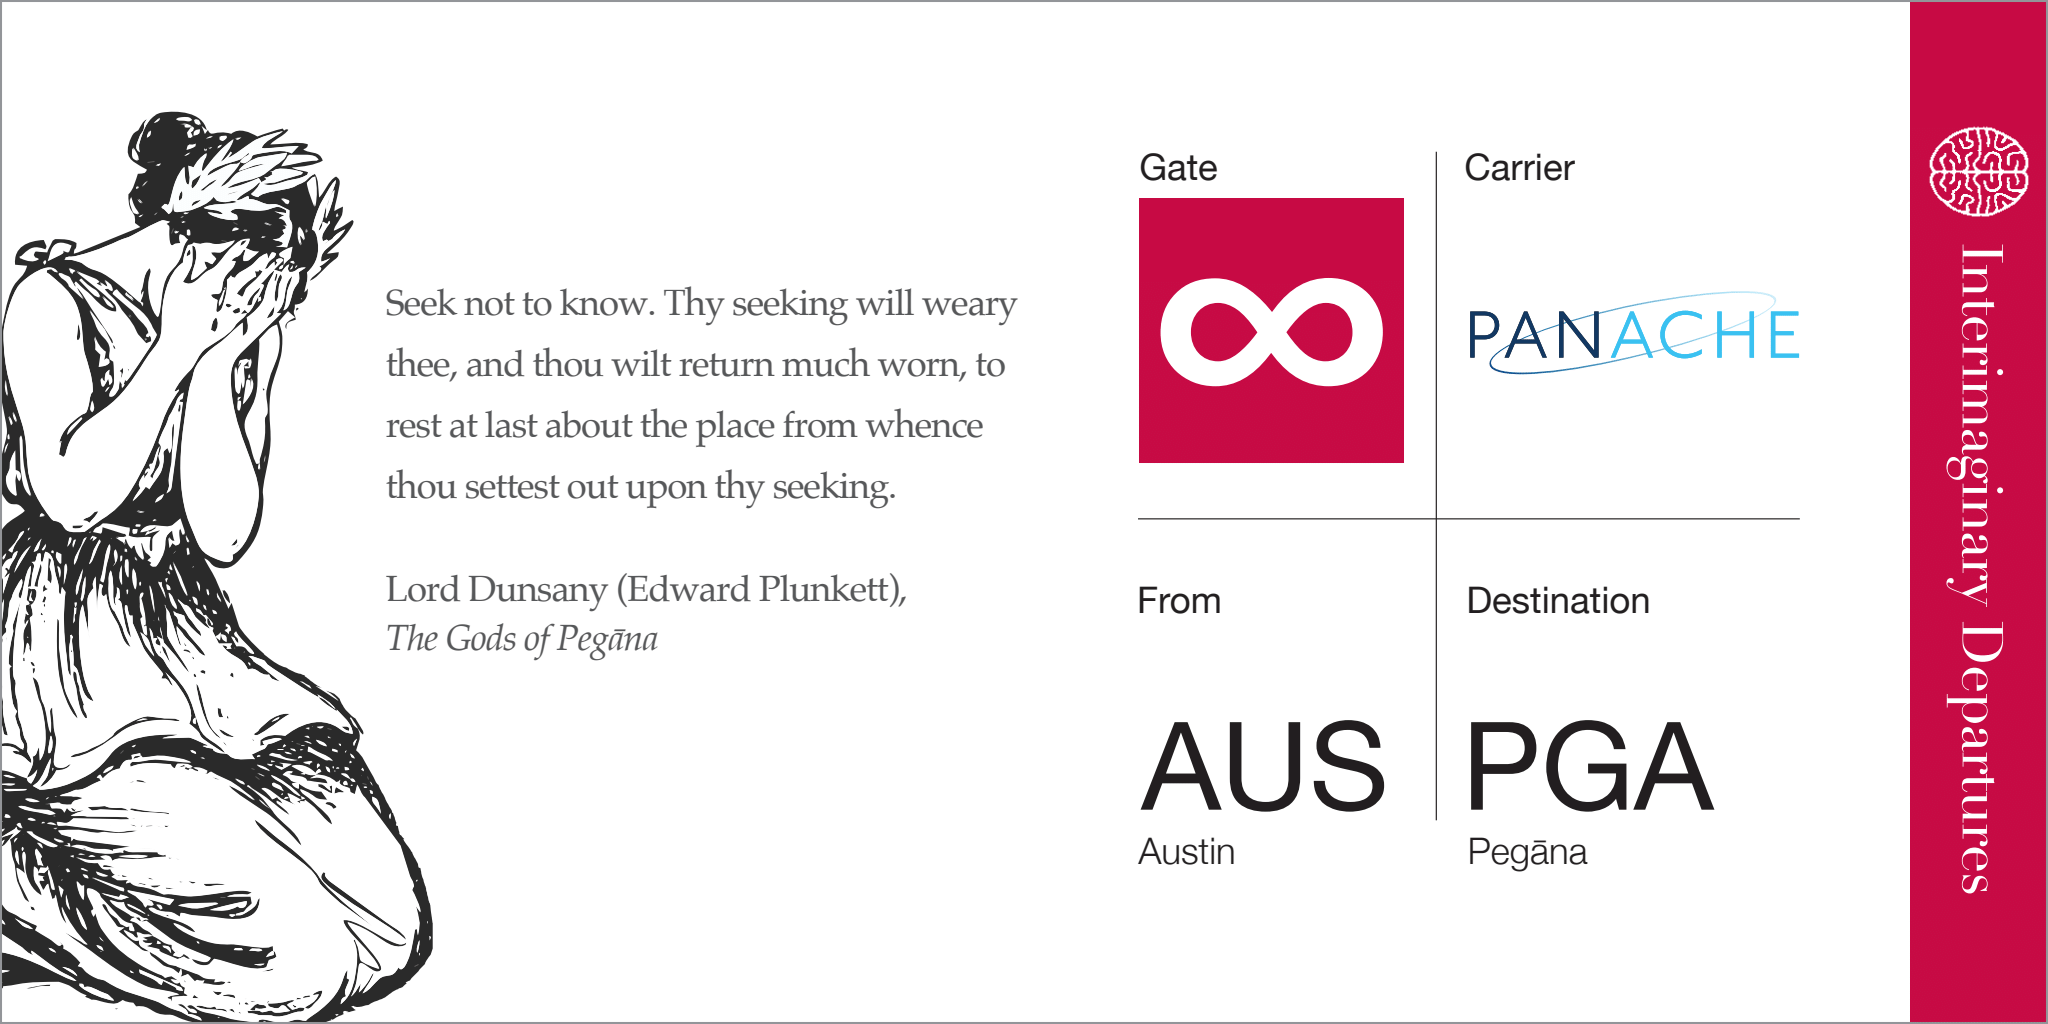 Seek not to know. Thy seeking will weary
thee, and thou wilt return much worn, to
rest at last about the place from whence
thou settest out upon thy seeking.
Lord Dunsany (Edward Plunkett),
The Gods of Pegāna
Gate
Carrier
PANACHE
From
Destination
AUS
PGA
Austin
Pegāna
Interimaginary Departures